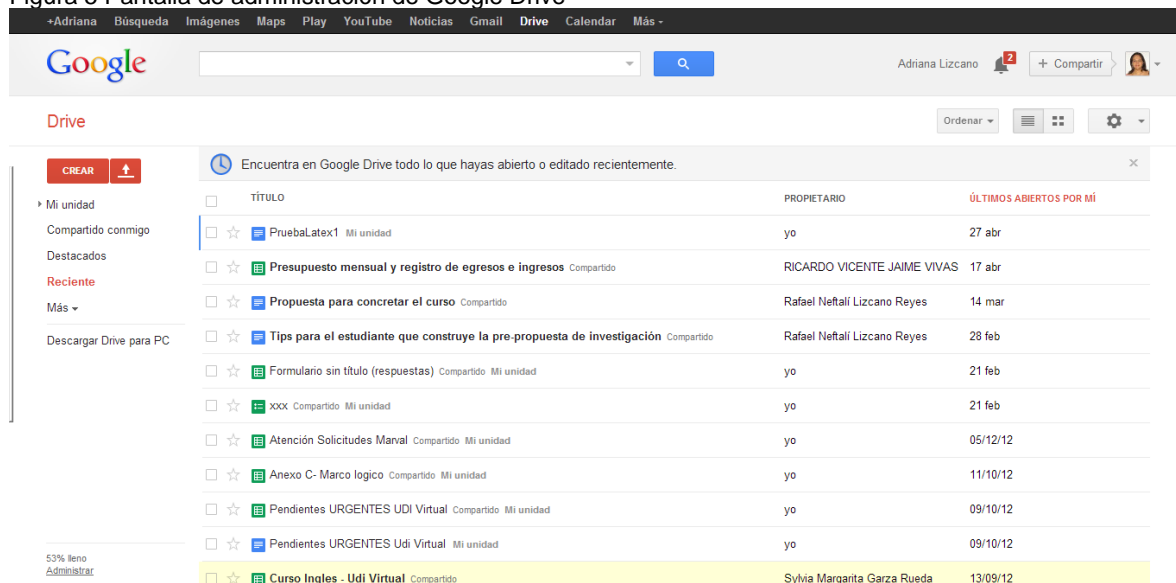 Figura 3 Pantalla de administración de Google Drive
+Adriana Búsqueda Imágenes Maps Play YouTube Noticias Gmail Drive Calendar Más
Google
Adriana Lizcano 2 + Compartir
Drive
Ordenar
CREAR
Encuentra en Google Drive todo lo que hayas abierto o editado recientemente.
TÍTULO PROPIETARIO ÚLTIMOS ABIERTOS POR MÍ
Mi unidad
Compartido conmigo
Destacados
Reciente
Más
Descargar Drive para PC
PruebaLatex1 Mi unidad yo 27 abr
Presupuesto mensual y registro de egresos e ingresos Compartido RICARDO VICENTE JAIME VIVAS 17 abr
Propuesta para concretar el curso Compartido Rafael Neftalí Lizcano Reyes 14 mar
Tips para el estudiante que construye la pre-propuesta de investigación Compartido Rafael Neftalí Lizcano Reyes 28 feb
Formulario sin título (respuestas) Compartido Mi unidad yo 21 feb
xxx Compartido Mi unidad yo 21 feb
Atención Solicitudes Marval Compartido Mi unidad yo 05/12/12
Anexo C- Marco logico Compartido Mi unidad yo 11/10/12
Pendientes URGENTES UDI Virtual Compartido Mi unidad yo 09/10/12
Pendientes URGENTES Udi Virtual Mi unidad yo 09/10/12
Curso Ingles - Udi Virtual Compartido Sylvia Margarita Garza Rueda 13/09/12
53% lleno
Administrar